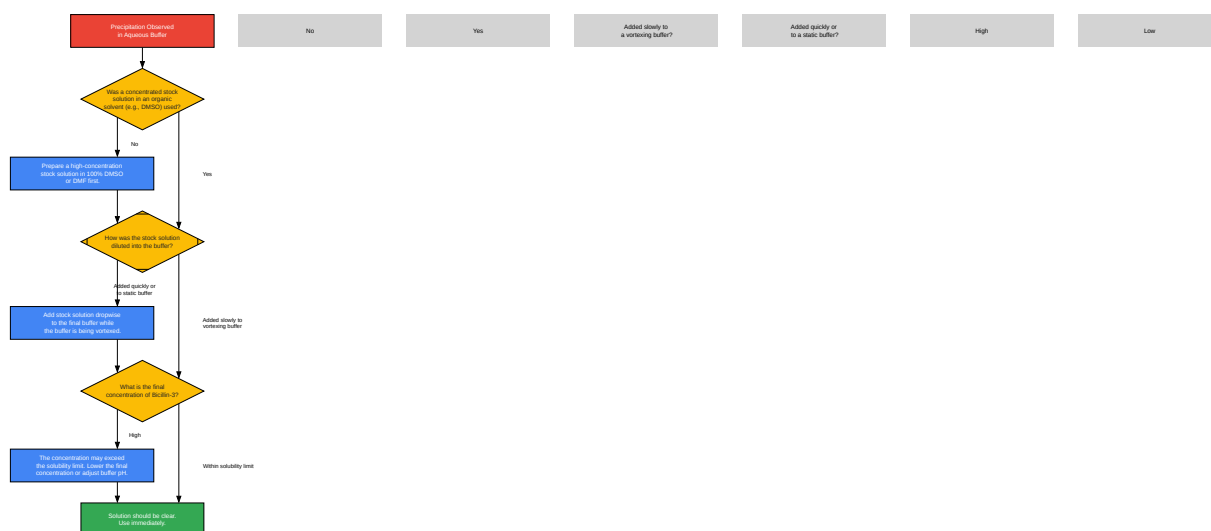 Precipitation Observed
in Aqueous Buffer
No
Yes
Added slowly to
a vortexing buffer?
Added quickly or
to a static buffer?
High
Low
Was a concentrated stock
solution in an organic
solvent (e.g., DMSO) used?
No
Prepare a high-concentration
stock solution in 100% DMSO
or DMF first.
Yes
How was the stock solution
diluted into the buffer?
Added quickly or
to static buffer
Add stock solution dropwise
to the final buffer while
the buffer is being vortexed.
Added slowly to
vortexing buffer
What is the final
concentration of Bicillin-3?
High
The concentration may exceed
the solubility limit. Lower the final
concentration or adjust buffer pH.
Within solubility limit
Solution should be clear.
Use immediately.